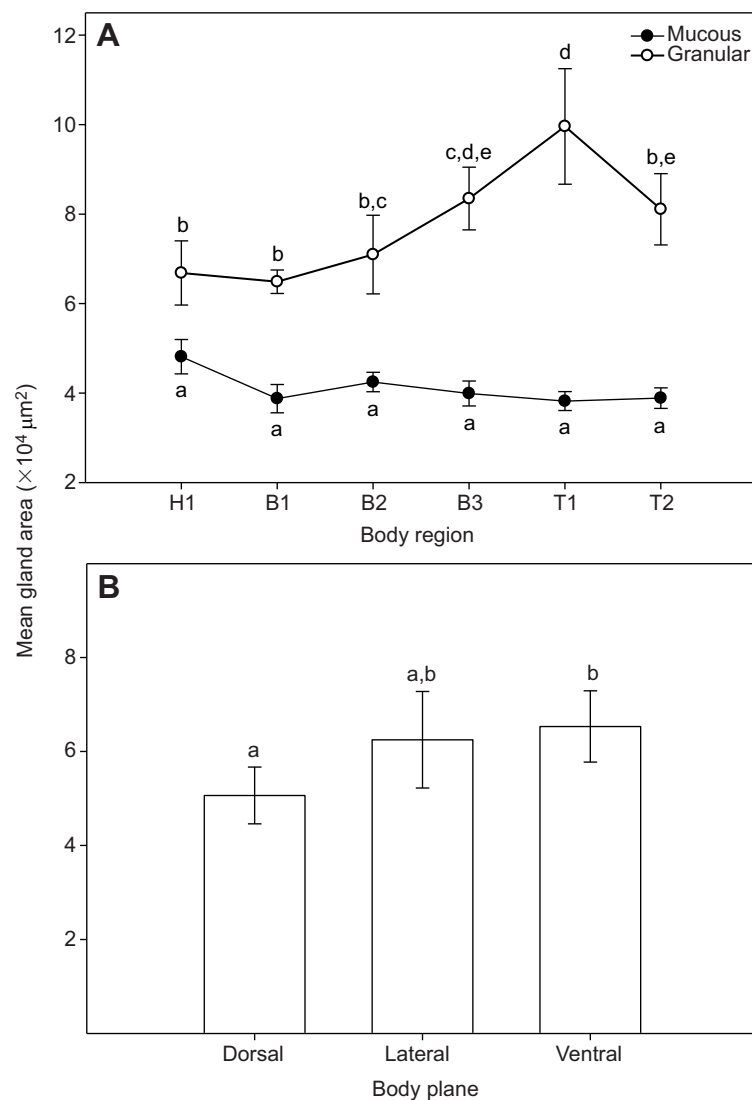 A
Mucous
Granular
12
10
8
6
4
2
b
b
b,c
c,d,e
d
b,e
a
a
a
a
a
a
H1 B1 B2 B3 T1 T2
Body region
Mean gland area (×10⁴ μm²)
B
8
6
4
2
a
a,b
b
Dorsal Lateral Ventral
Body plane